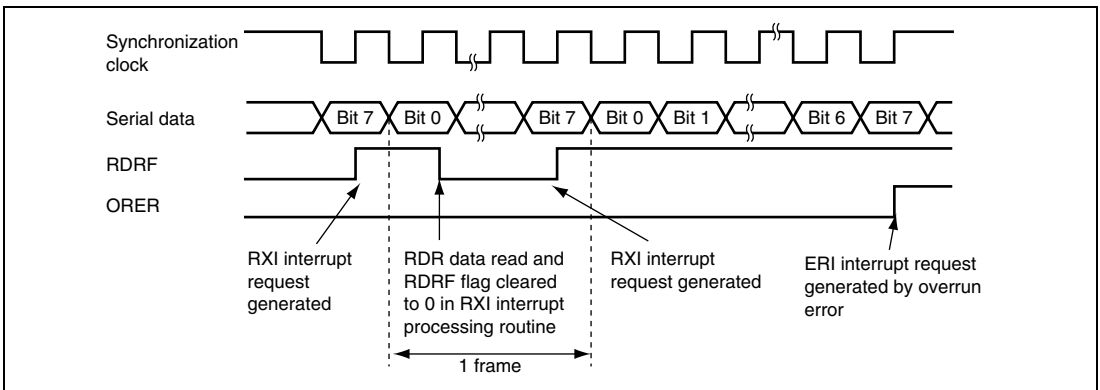 Synchronization
clock
Serial data
Bit 7 Bit 0 Bit 7 Bit 0 Bit 1 Bit 6 Bit 7
RDRF
ORER
RXI interrupt
request
generated
RDR data read and
RDRF flag cleared
to 0 in RXI interrupt
processing routine
RXI interrupt
request generated
ERI interrupt request
generated by overrun
error
1 frame